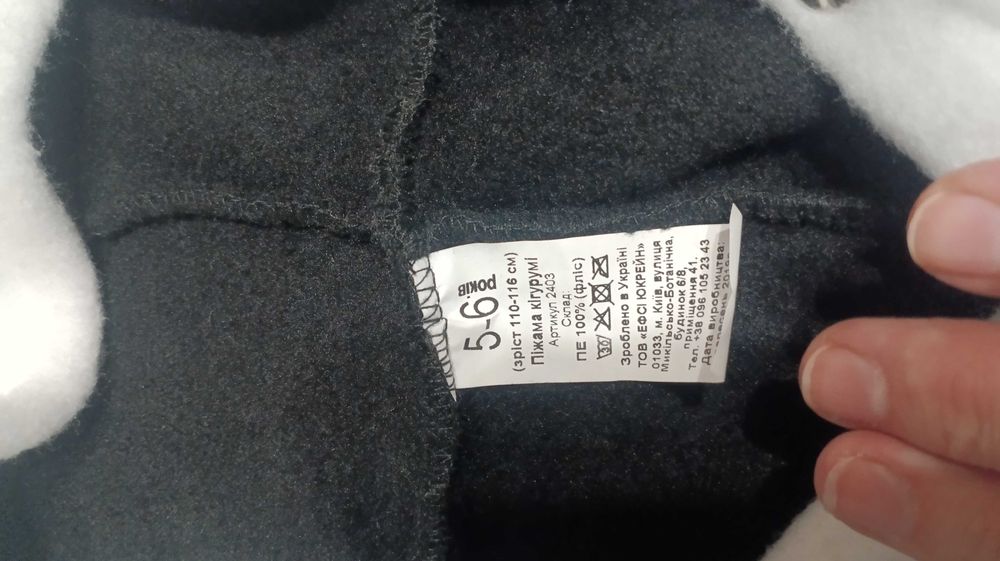 5-6 років
(зріст 110-116 см)
Піжама кігурумі
Артикул 2403
Склад:
ПЕ 100% (фліс)
30
Зроблено в Україні
ТОВ «ЕФСІ ЮКРЕЙН»
01033, м. Київ, вулиця
Микільсько-Ботанічна,
будинок 6/8,
приміщення 41.
Тел. +38 096 105 23 43
Дата виробництва: